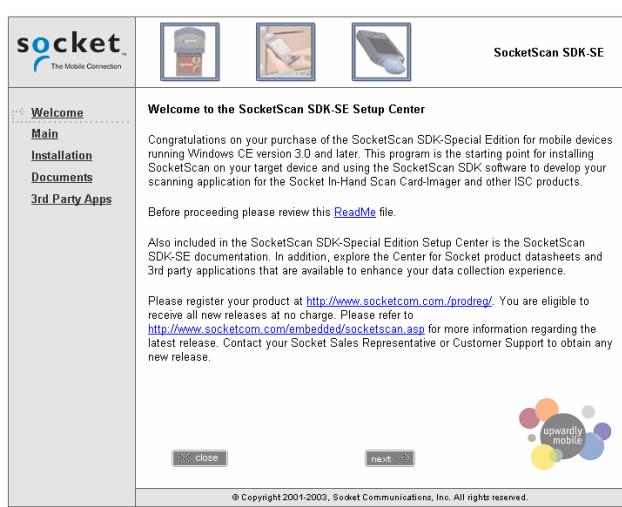 socket
The Mobile Connection
SocketScan SDK-SE
Welcome
Main
Installation
Documents
3rd Party Apps
Welcome to the SocketScan SDK-SE Setup Center
Congratulations on your purchase of the SocketScan SDK-Special Edition for mobile devices
running Windows CE version 3.0 and later. This program is the starting point for installing
SocketScan on your target device and using the SocketScan SDK software to develop your
scanning application for the Socket In-Hand Scan Card-Imager and other ISC products.
Before proceeding please review this ReadMe file.
Also included in the SocketScan SDK-Special Edition Setup Center is the SocketScan
SDK-SE documentation. In addition, explore the Center for Socket product datasheets and
3rd party applications that are available to enhance your data collection experience.
Please register your product at http://www.socketcom.com./prodreg/. You are eligible to
receive all new releases at no charge. Please refer to
http://www.socketcom.com/embedded/socketscan.asp for more information regarding the
latest release. Contact your Socket Sales Representative or Customer Support to obtain any
new release.
upwardly
mobile
close
next
© Copyright 2001-2003, Socket Communications, Inc. All rights reserved.